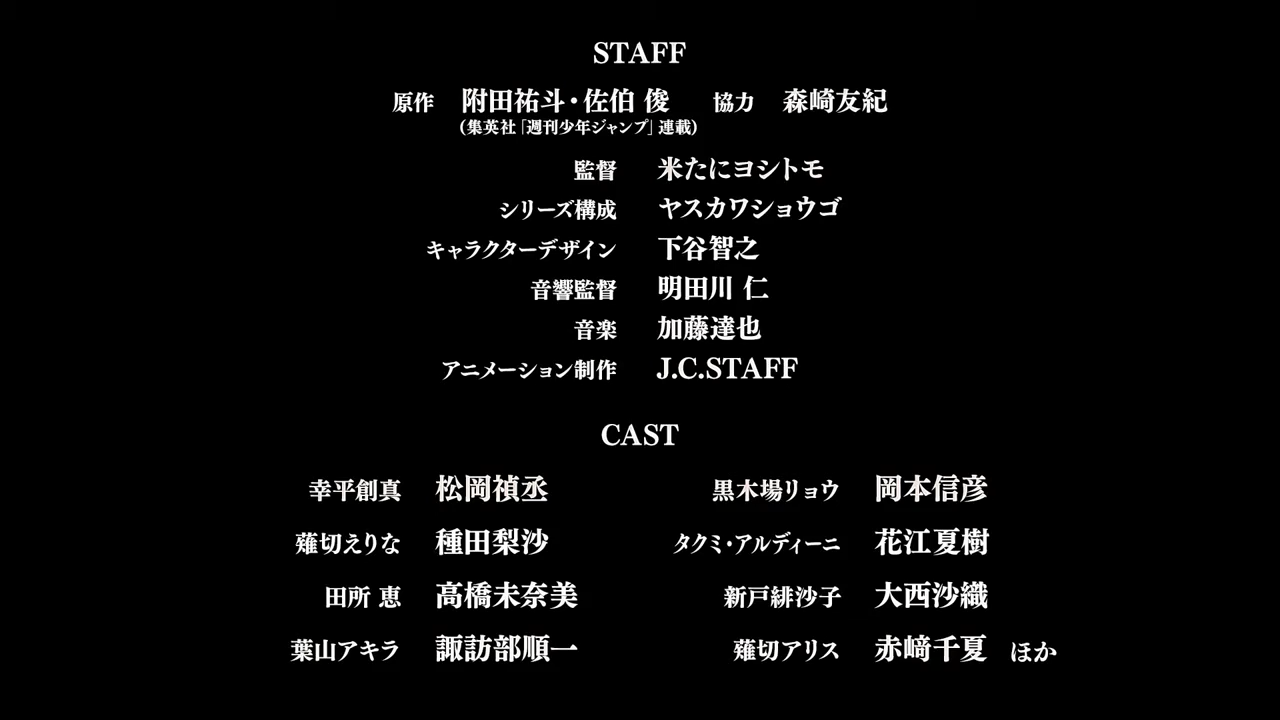 STAFF
原作 附田祐斗・佐伯 俊 協力 森崎友紀
(集英社「週刊少年ジャンプ」連載)
監督 米たにヨシトモ
シリーズ構成 ヤスカワショウゴ
キャラクターデザイン 下谷智之
音響監督 明田川 仁
音楽 加藤達也
アニメーション制作 J.C.STAFF
CAST
幸平創真 松岡禎丞 黒木場リョウ 岡本信彦
薙切えりな 種田梨沙 タクミ・アルディーニ 花江夏樹
田所 恵 高橋未奈美 新戸緋沙子 大西沙織
葉山アキラ 諏訪部順一 薙切アリス 赤﨑千夏 ほか